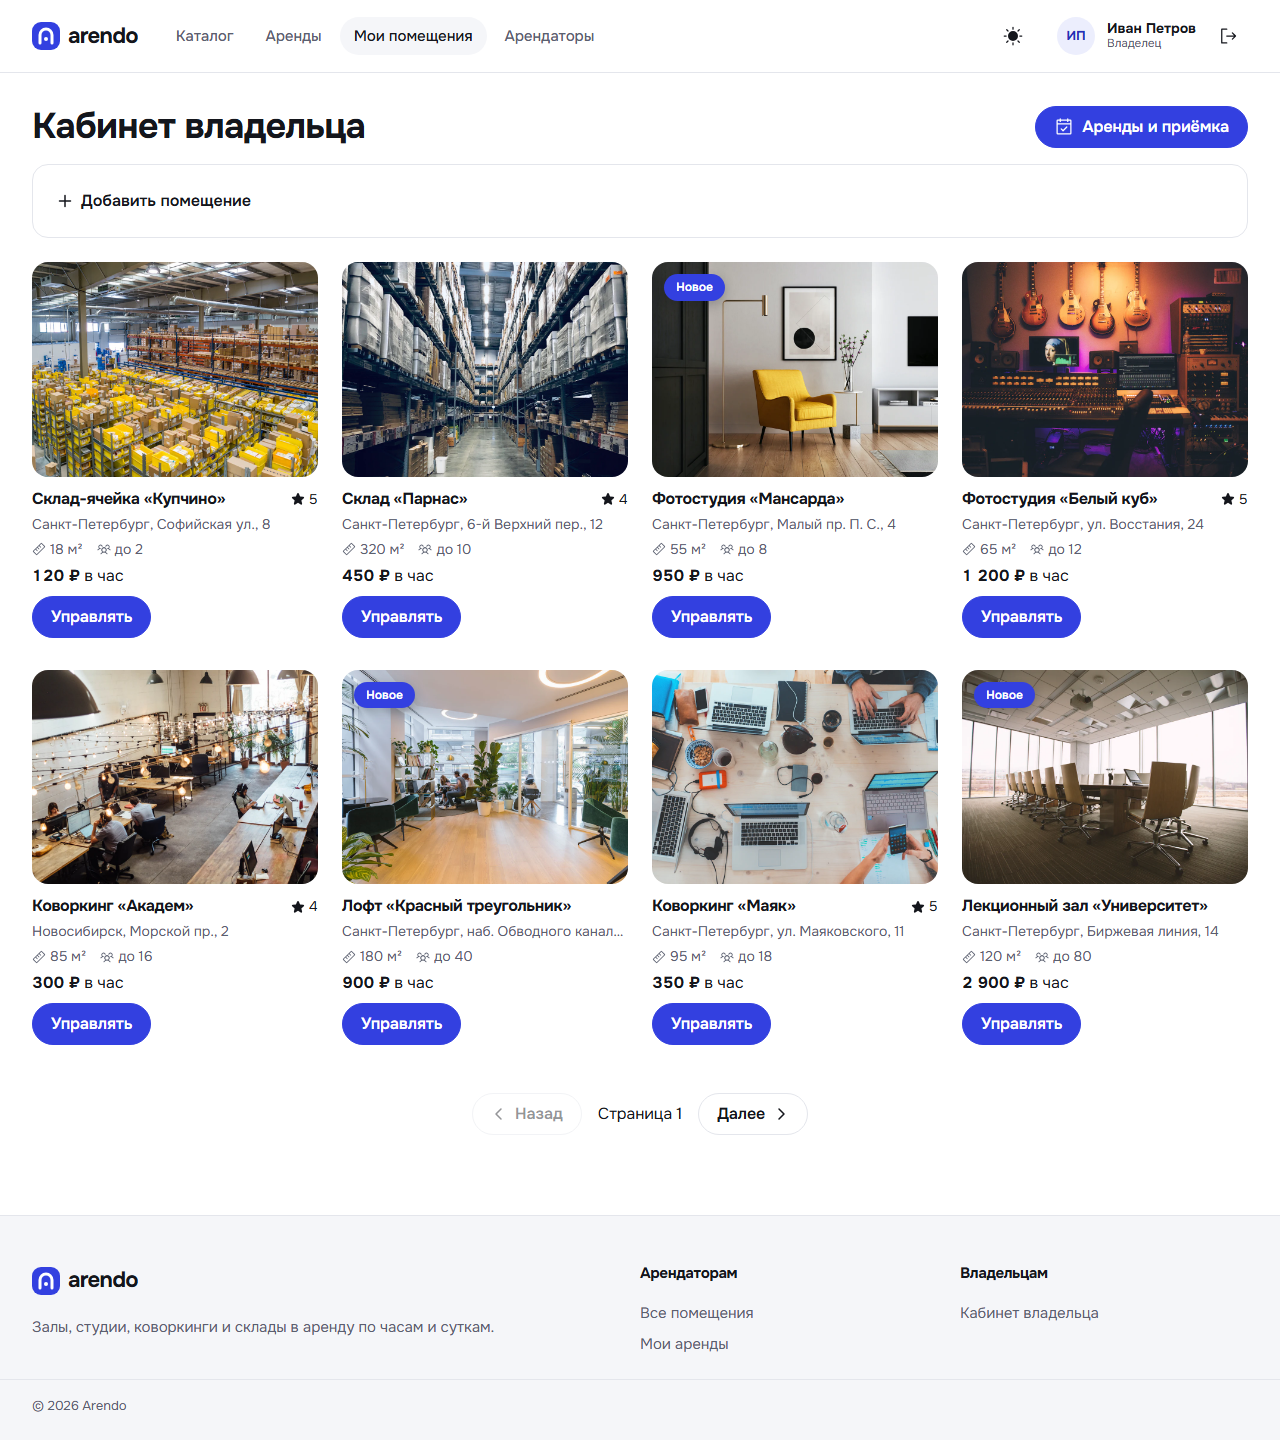 arendo
Каталог
Аренды
Мои помещения
Арендаторы
ИП
Иван Петров
Владелец
Кабинет владельца
Аренды и приёмка
Добавить помещение
Склад-ячейка «Купчино»
5
Санкт-Петербург, Софийская ул., 8
18 м²
до 2
120 ₽ в час
Управлять
Склад «Парнас»
4
Санкт-Петербург, 6-й Верхний пер., 12
320 м²
до 10
450 ₽ в час
Управлять
Новое
Фотостудия «Мансарда»
Санкт-Петербург, Малый пр. П. С., 4
55 м²
до 8
950 ₽ в час
Управлять
Фотостудия «Белый куб»
5
Санкт-Петербург, ул. Восстания, 24
65 м²
до 12
1 200 ₽ в час
Управлять
Коворкинг «Академ»
4
Новосибирск, Морской пр., 2
85 м²
до 16
300 ₽ в час
Управлять
Новое
Лофт «Красный треугольник»
Санкт-Петербург, наб. Обводного канал...
180 м²
до 40
900 ₽ в час
Управлять
Коворкинг «Маяк»
5
Санкт-Петербург, ул. Маяковского, 11
95 м²
до 18
350 ₽ в час
Управлять
Новое
Лекционный зал «Университет»
Санкт-Петербург, Биржевая линия, 14
120 м²
до 80
2 900 ₽ в час
Управлять
Назад
Страница 1
Далее
arendo
Залы, студии, коворкинги и склады в аренду по часам и суткам.
Арендаторам
Все помещения
Мои аренды
Владельцам
Кабинет владельца
© 2026 Arendo